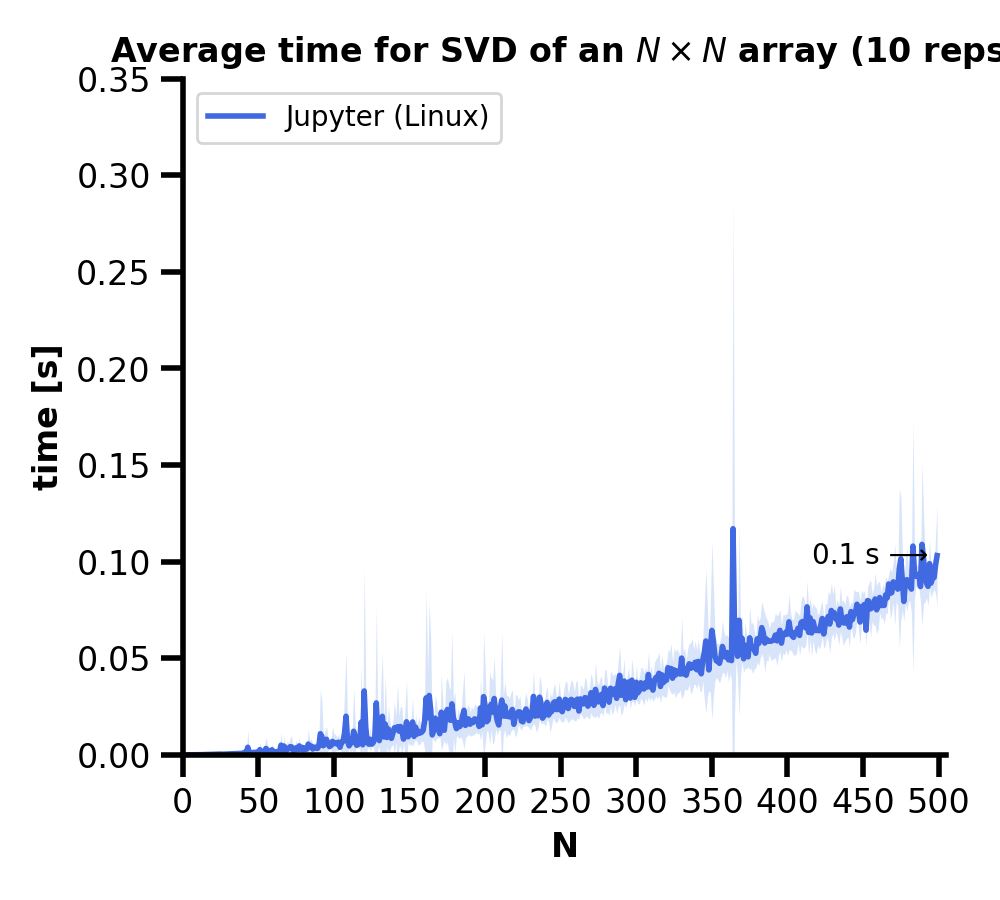 Average time for SVD of an N × N array (10 reps
0.35
Jupyter (Linux)
0.30
0.25
0.20
time [s]
0.15
0.1 s
0.10
0.05
0.00
0 50 100 150 200 250 300 350 400 450 500
N